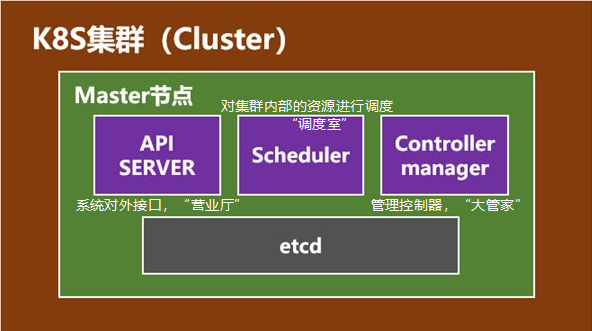 K8S集群（Cluster）
Master节点
对集群内部的资源进行调度
“调度室”
API
SERVER
Scheduler
Controller
manager
系统对外接口，“营业厅”
管理控制器，“大管家”
etcd